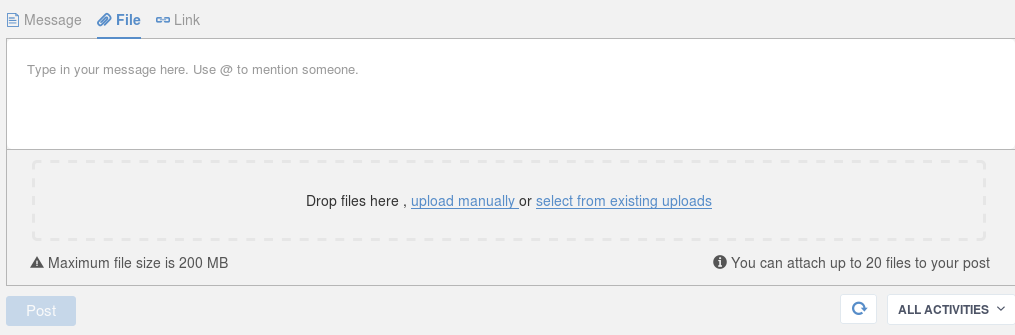 Message File Link
Type in your message here. Use @ to mention someone.
Drop files here , upload manually or select from existing uploads
Maximum file size is 200 MB You can attach up to 20 files to your post
Post ALL ACTIVITIES